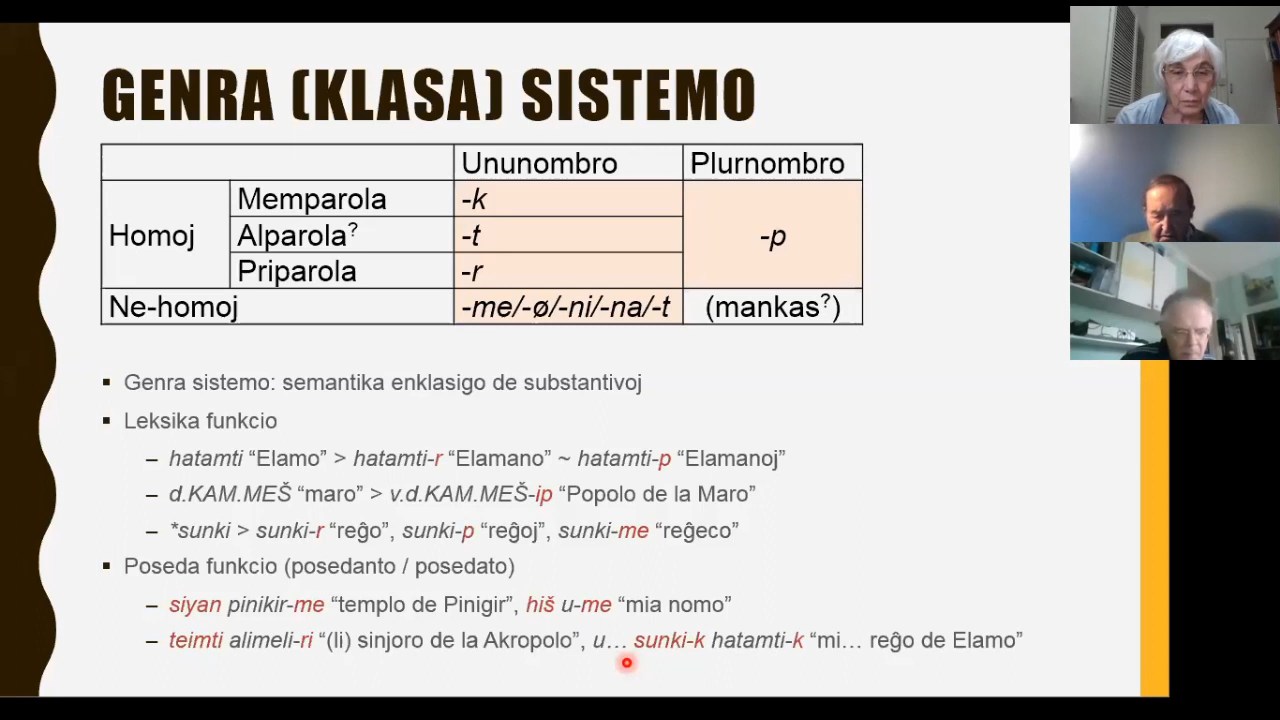 GENRA (KLASA) SISTEMO
Ununombro Plurnombro
Homoj Memparola -k -p
Alparola? -t
Priparola -r
Ne-homoj -me/-ø/-ni/-na/-t (mankas?)
▪ Genra sistemo: semantika enklasigo de substantivoj
▪ Leksika funkcio
– hatamti “Elamo” > hatamti-r “Elamano” ~ hatamti-p “Elamanoj”
– d.KAM.MEŠ “maro” > v.d.KAM.MEŠ-ip “Popolo de la Maro”
– *sunki > sunki-r “reĝo”, sunki-p “reĝoj”, sunki-me “reĝeco”
▪ Poseda funkcio (posedanto / posedato)
– siyan pinikir-me “templo de Pinigir”, hiš u-me “mia nomo”
– teimti alimeli-ri “(li) sinjoro de la Akropolo”, u… sunki-k hatamti-k “mi… reĝo de Elamo”